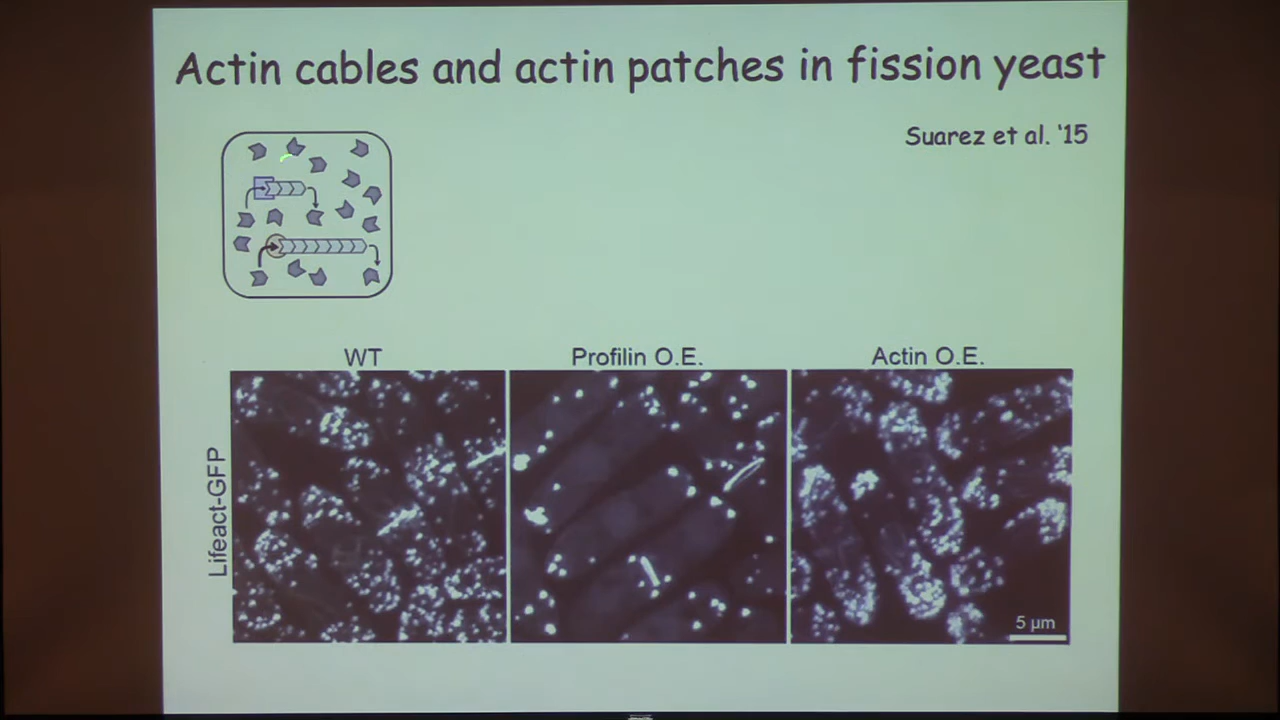 Actin cables and actin patches in fission yeast
Suarez et al. '15
WT
Profilin O.E.
Actin O.E.
Lifeact-GFP
5 µm